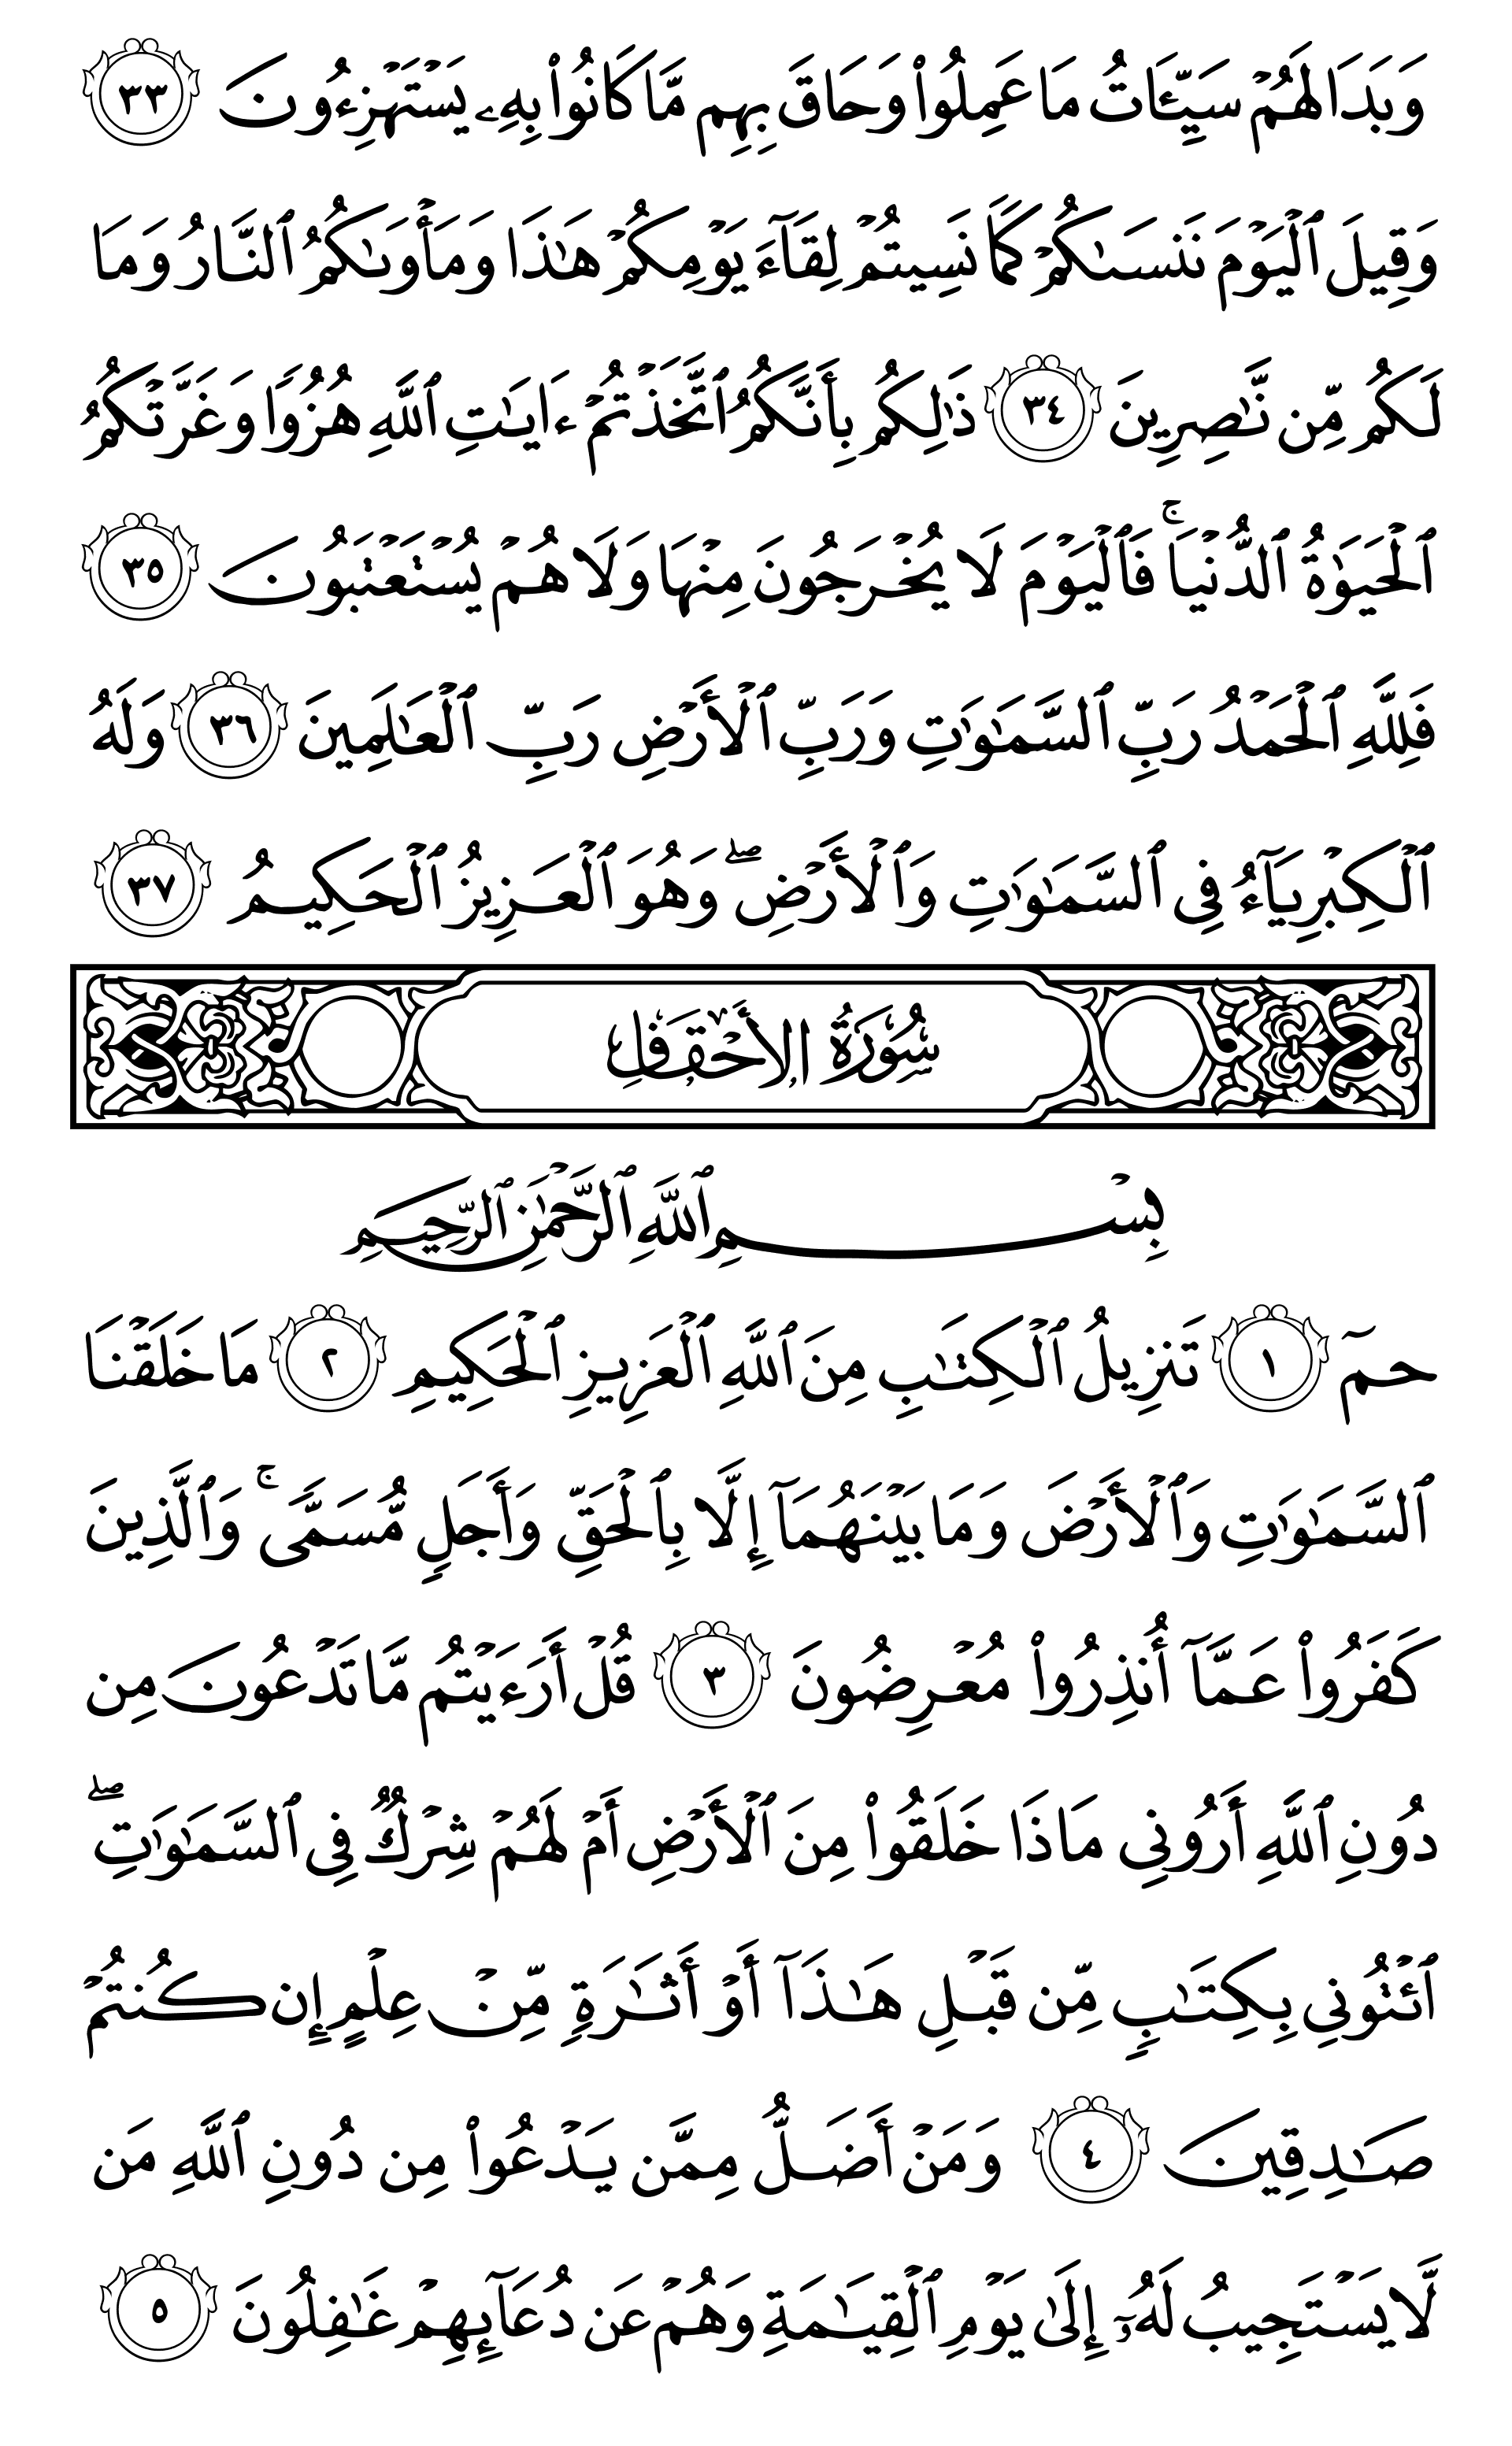 وَبَدَا لَهُمْ سَيِّـَٔاتُ مَا عَمِلُوا۟ وَحَاقَ بِهِم مَّا كَانُوا۟ بِهِۦ يَسْتَهْزِءُونَ ٣٣
وَقِيلَ ٱلْيَوْمَ نَنسَىٰكُمْ كَمَا نَسِيتُمْ لِقَآءَ يَوْمِكُمْ هَٰذَا وَمَأْوَىٰكُمُ ٱلنَّارُ وَمَا
لَكُم مِّن نَّٰصِرِينَ ٣٤ ذَٰلِكُم بِأَنَّكُمُ ٱتَّخَذْتُمْ ءَايَٰتِ ٱللَّهِ هُزُوًا وَغَرَّتْكُمُ
ٱلْحَيَوٰةُ ٱلدُّنْيَا ۚ فَٱلْيَوْمَ لَا يُخْرَجُونَ مِنْهَا وَلَا هُمْ يُسْتَعْتَبُونَ ٣٥
فَلِلَّهِ ٱلْحَمْدُ رَبِّ ٱلسَّمَٰوَٰتِ وَرَبِّ ٱلْأَرْضِ رَبِّ ٱلْعَٰلَمِينَ ٣٦ وَلَهُ
ٱلْكِبْرِيَآءُ فِى ٱلسَّمَٰوَٰتِ وَٱلْأَرْضِ ۖ وَهُوَ ٱلْعَزِيزُ ٱلْحَكِيمُ ٣٧
سُورَةُ الأَحْقَافِ
بِسْمِ ٱللَّهِ ٱلرَّحْمَٰنِ ٱلرَّحِيمِ
حمٓ ١ تَنزِيلُ ٱلْكِتَٰبِ مِنَ ٱللَّهِ ٱلْعَزِيزِ ٱلْحَكِيمِ ٢ مَا خَلَقْنَا
ٱلسَّمَٰوَٰتِ وَٱلْأَرْضَ وَمَا بَيْنَهُمَآ إِلَّا بِٱلْحَقِّ وَأَجَلٍ مُّسَمًّى ۚ وَٱلَّذِينَ
كَفَرُوا۟ عَمَّآ أُنذِرُوا۟ مُعْرِضُونَ ٣ قُلْ أَرَءَيْتُم مَّا تَدْعُونَ مِن
دُونِ ٱللَّهِ أَرُونِى مَاذَا خَلَقُوا۟ مِنَ ٱلْأَرْضِ أَمْ لَهُمْ شِرْكٌ فِى ٱلسَّمَٰوَٰتِ ۖ
ٱئْتُونِى بِكِتَٰبٍ مِّن قَبْلِ هَٰذَآ أَوْ أَثَٰرَةٍ مِّنْ عِلْمٍ إِن كُنتُمْ
صَٰدِقِينَ ٤ وَمَنْ أَضَلُّ مِمَّن يَدْعُوا۟ مِن دُونِ ٱللَّهِ مَن
لَّا يَسْتَجِيبُ لَهُۥٓ إِلَىٰ يَوْمِ ٱلْقِيَٰمَةِ وَهُمْ عَن دُعَآئِهِمْ غَٰفِلُونَ ٥